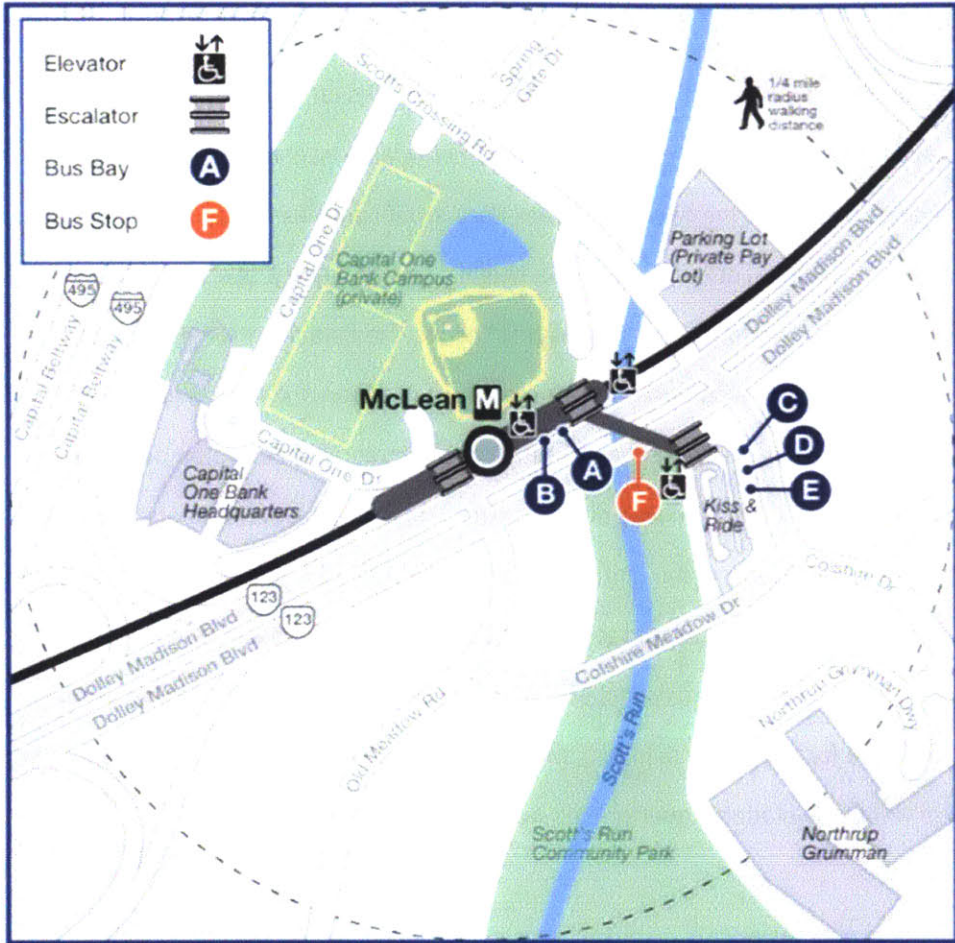 Elevator
Escalator
Bus Bay
A
Bus Stop
F
Scotts Crossing Rd
Spring
Gate Dr
1/4 mile
radius
walking
distance
Capital One Dr
Capital One
Bank Campus
(private)
Parking Lot
(Private Pay
Lot)
Dolley Madison Blvd
Dolley Madison Blvd
495
495
Capital Beltway
Capital Beltway
McLean M
Capital One Dr
Capital
One Bank
Headquarters
B
A
C
D
E
F
Kiss &
Ride
Colshire Dr
Colshire Meadow Dr
123
123
Dolley Madison Blvd
Dolley Madison Blvd
Old Meadow Rd
Scott's Run
Northrup Grumman Dwy
Scott's Run
Community Park
Northrup
Grumman